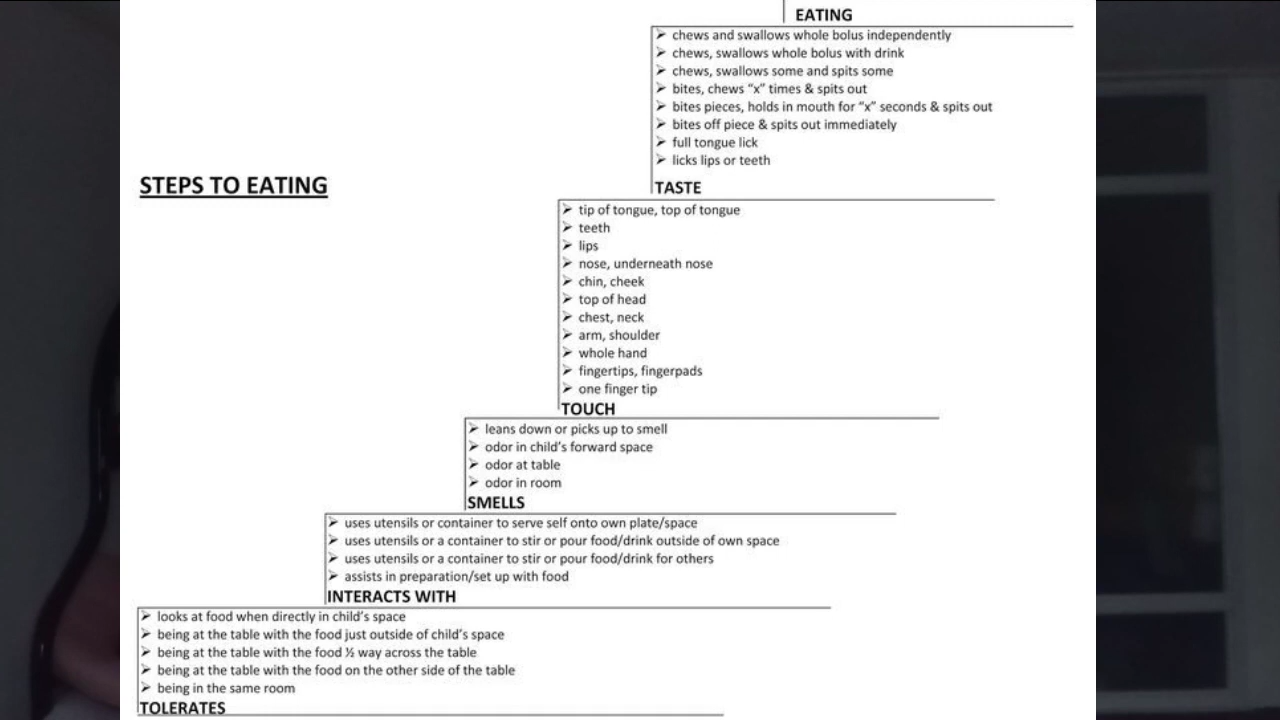 EATING
➢ chews and swallows whole bolus independently
➢ chews, swallows whole bolus with drink
➢ chews, swallows some and spits some
➢ bites, chews “x” times & spits out
➢ bites pieces, holds in mouth for “x” seconds & spits out
➢ bites off piece & spits out immediately
➢ full tongue lick
➢ licks lips or teeth
STEPS TO EATING
TASTE
➢ tip of tongue, top of tongue
➢ teeth
➢ lips
➢ nose, underneath nose
➢ chin, cheek
➢ top of head
➢ chest, neck
➢ arm, shoulder
➢ whole hand
➢ fingertips, fingerpads
➢ one finger tip
TOUCH
➢ leans down or picks up to smell
➢ odor in child’s forward space
➢ odor at table
➢ odor in room
SMELLS
➢ uses utensils or container to serve self onto own plate/space
➢ uses utensils or a container to stir or pour food/drink outside of own space
➢ uses utensils or a container to stir or pour food/drink for others
➢ assists in preparation/set up with food
INTERACTS WITH
➢ looks at food when directly in child’s space
➢ being at the table with the food just outside of child’s space
➢ being at the table with the food ½ way across the table
➢ being at the table with the food on the other side of the table
➢ being in the same room
TOLERATES